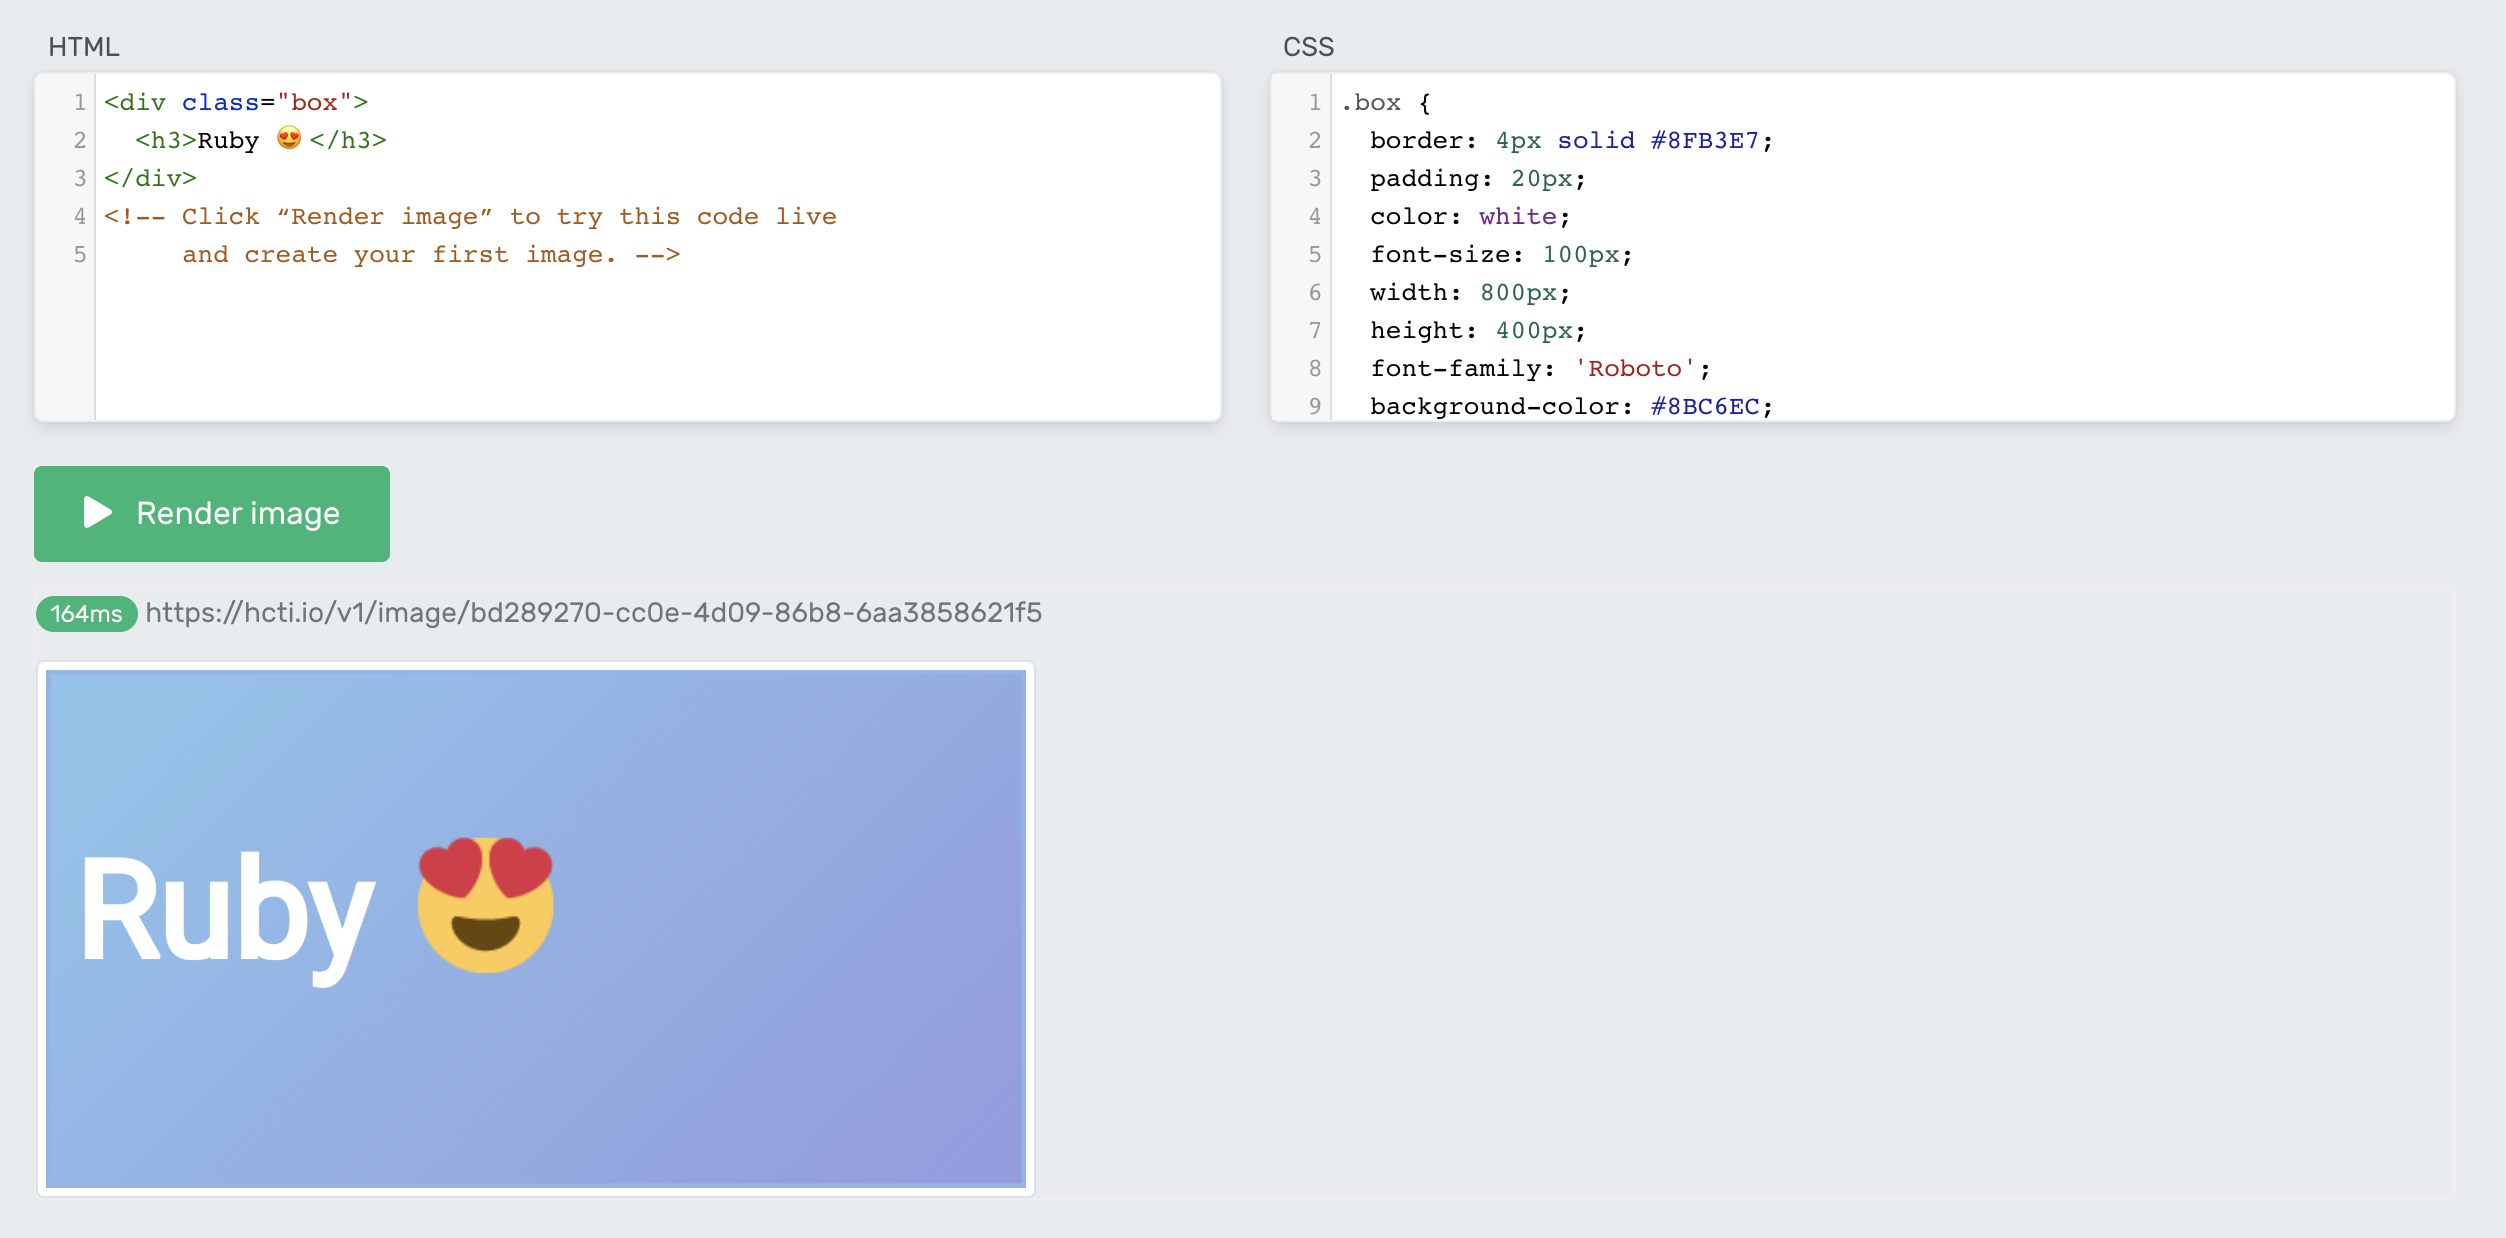 HTML
1 <div class="box">
2   <h3>Ruby 😍</h3>
3 </div>
4 <!-- Click “Render image” to try this code live
5      and create your first image. -->
CSS
1 .box {
2   border: 4px solid #8FB3E7;
3   padding: 20px;
4   color: white;
5   font-size: 100px;
6   width: 800px;
7   height: 400px;
8   font-family: 'Roboto';
9   background-color: #8BC6EC;
Render image
164ms https://hcti.io/v1/image/bd289270-cc0e-4d09-86b8-6aa3858621f5
Ruby 😍